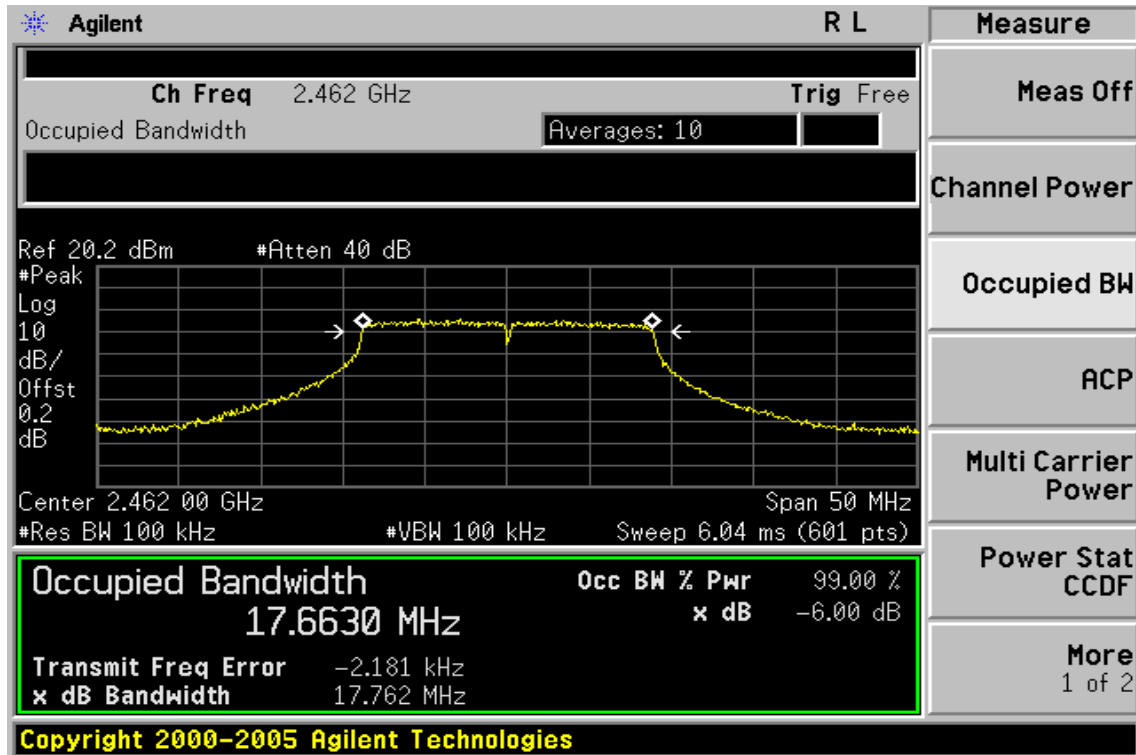 Agilent R L
Ch Freq 2.462 GHz Trig Free
Occupied Bandwidth Averages: 10
Ref 20.2 dBm #Atten 40 dB
#Peak
Log
10
dB/
Offst
0.2
dB
Center 2.462 00 GHz Span 50 MHz
#Res BW 100 kHz #VBW 100 kHz Sweep 6.04 ms (601 pts)
Occupied Bandwidth Occ BW % Pwr 99.00 %
17.6630 MHz x dB -6.00 dB
Transmit Freq Error -2.181 kHz
x dB Bandwidth 17.762 MHz
Copyright 2000-2005 Agilent Technologies
Measure
Meas Off
Channel Power
Occupied BW
ACP
Multi Carrier
Power
Power Stat
CCDF
More
1 of 2